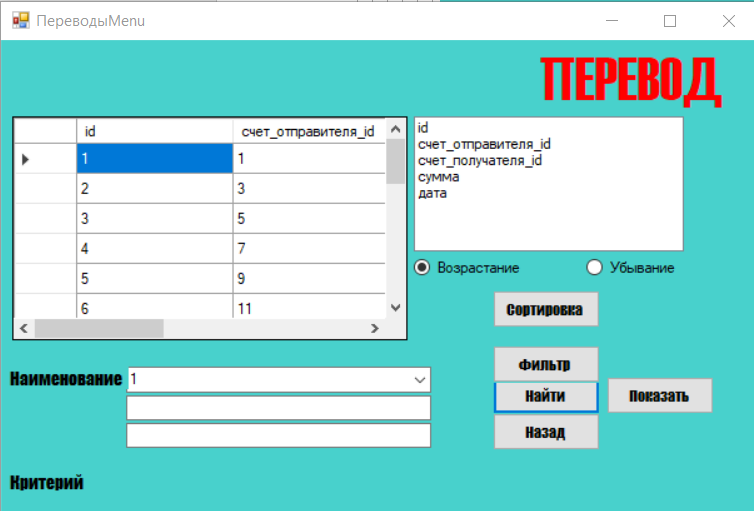 ПереводыMenu
ПЕРЕВОД
id счет_отправителя_id
1 1
2 3
3 5
4 7
5 9
6 11
id
счет_отправителя_id
счет_получателя_id
сумма
дата
Возрастание Убывание
Сортировка
Фильтр
Наименование 1
Найти Показать
Назад
Критерий